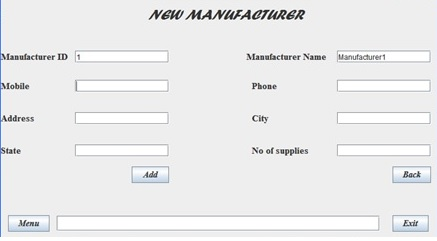 NEW MANUFACTURER
Manufacturer ID 1 Manufacturer Name Manufacturer1
Mobile Phone
Address City
State No of supplies
Add Back
Menu Exit